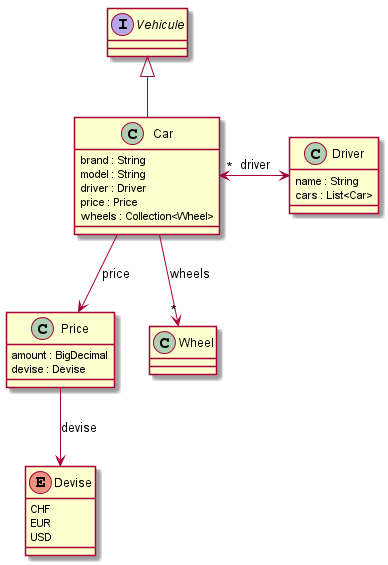 I Vehicule
C Car
brand : String
model : String
driver : Driver
price : Price
wheels : Collection<Wheel>
* driver
C Driver
name : String
cars : List<Car>
price
wheels
*
C Price
amount : BigDecimal
devise : Devise
C Wheel
devise
E Devise
CHF
EUR
USD